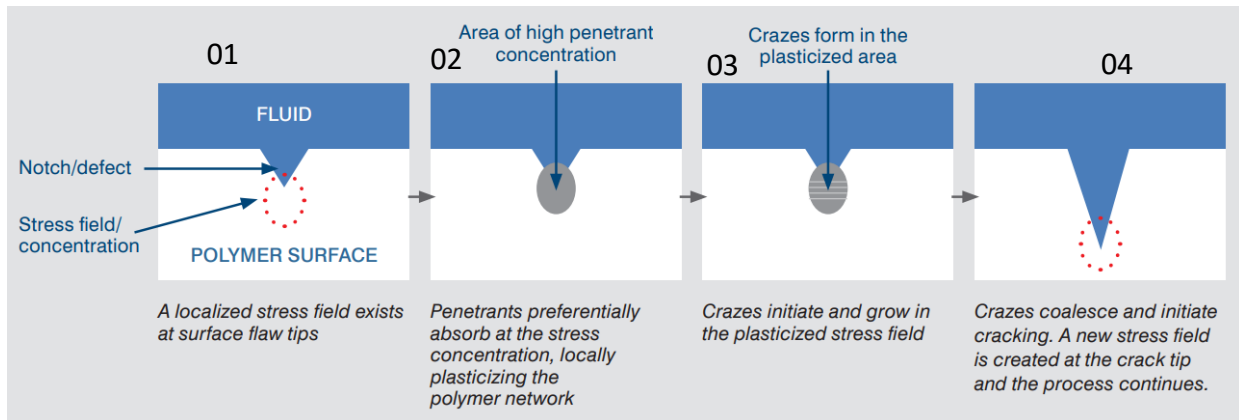 01
02
Area of high penetrant
concentration
03
Crazes form in the
plasticized area
04
FLUID
Notch/defect
Stress field/
concentration
POLYMER SURFACE
A localized stress field exists
at surface flaw tips
Penetrants preferentially
absorb at the stress
concentration, locally
plasticizing the
polymer network
Crazes initiate and grow in
the plasticized stress field
Crazes coalesce and initiate
cracking. A new stress field
is created at the crack tip
and the process continues.